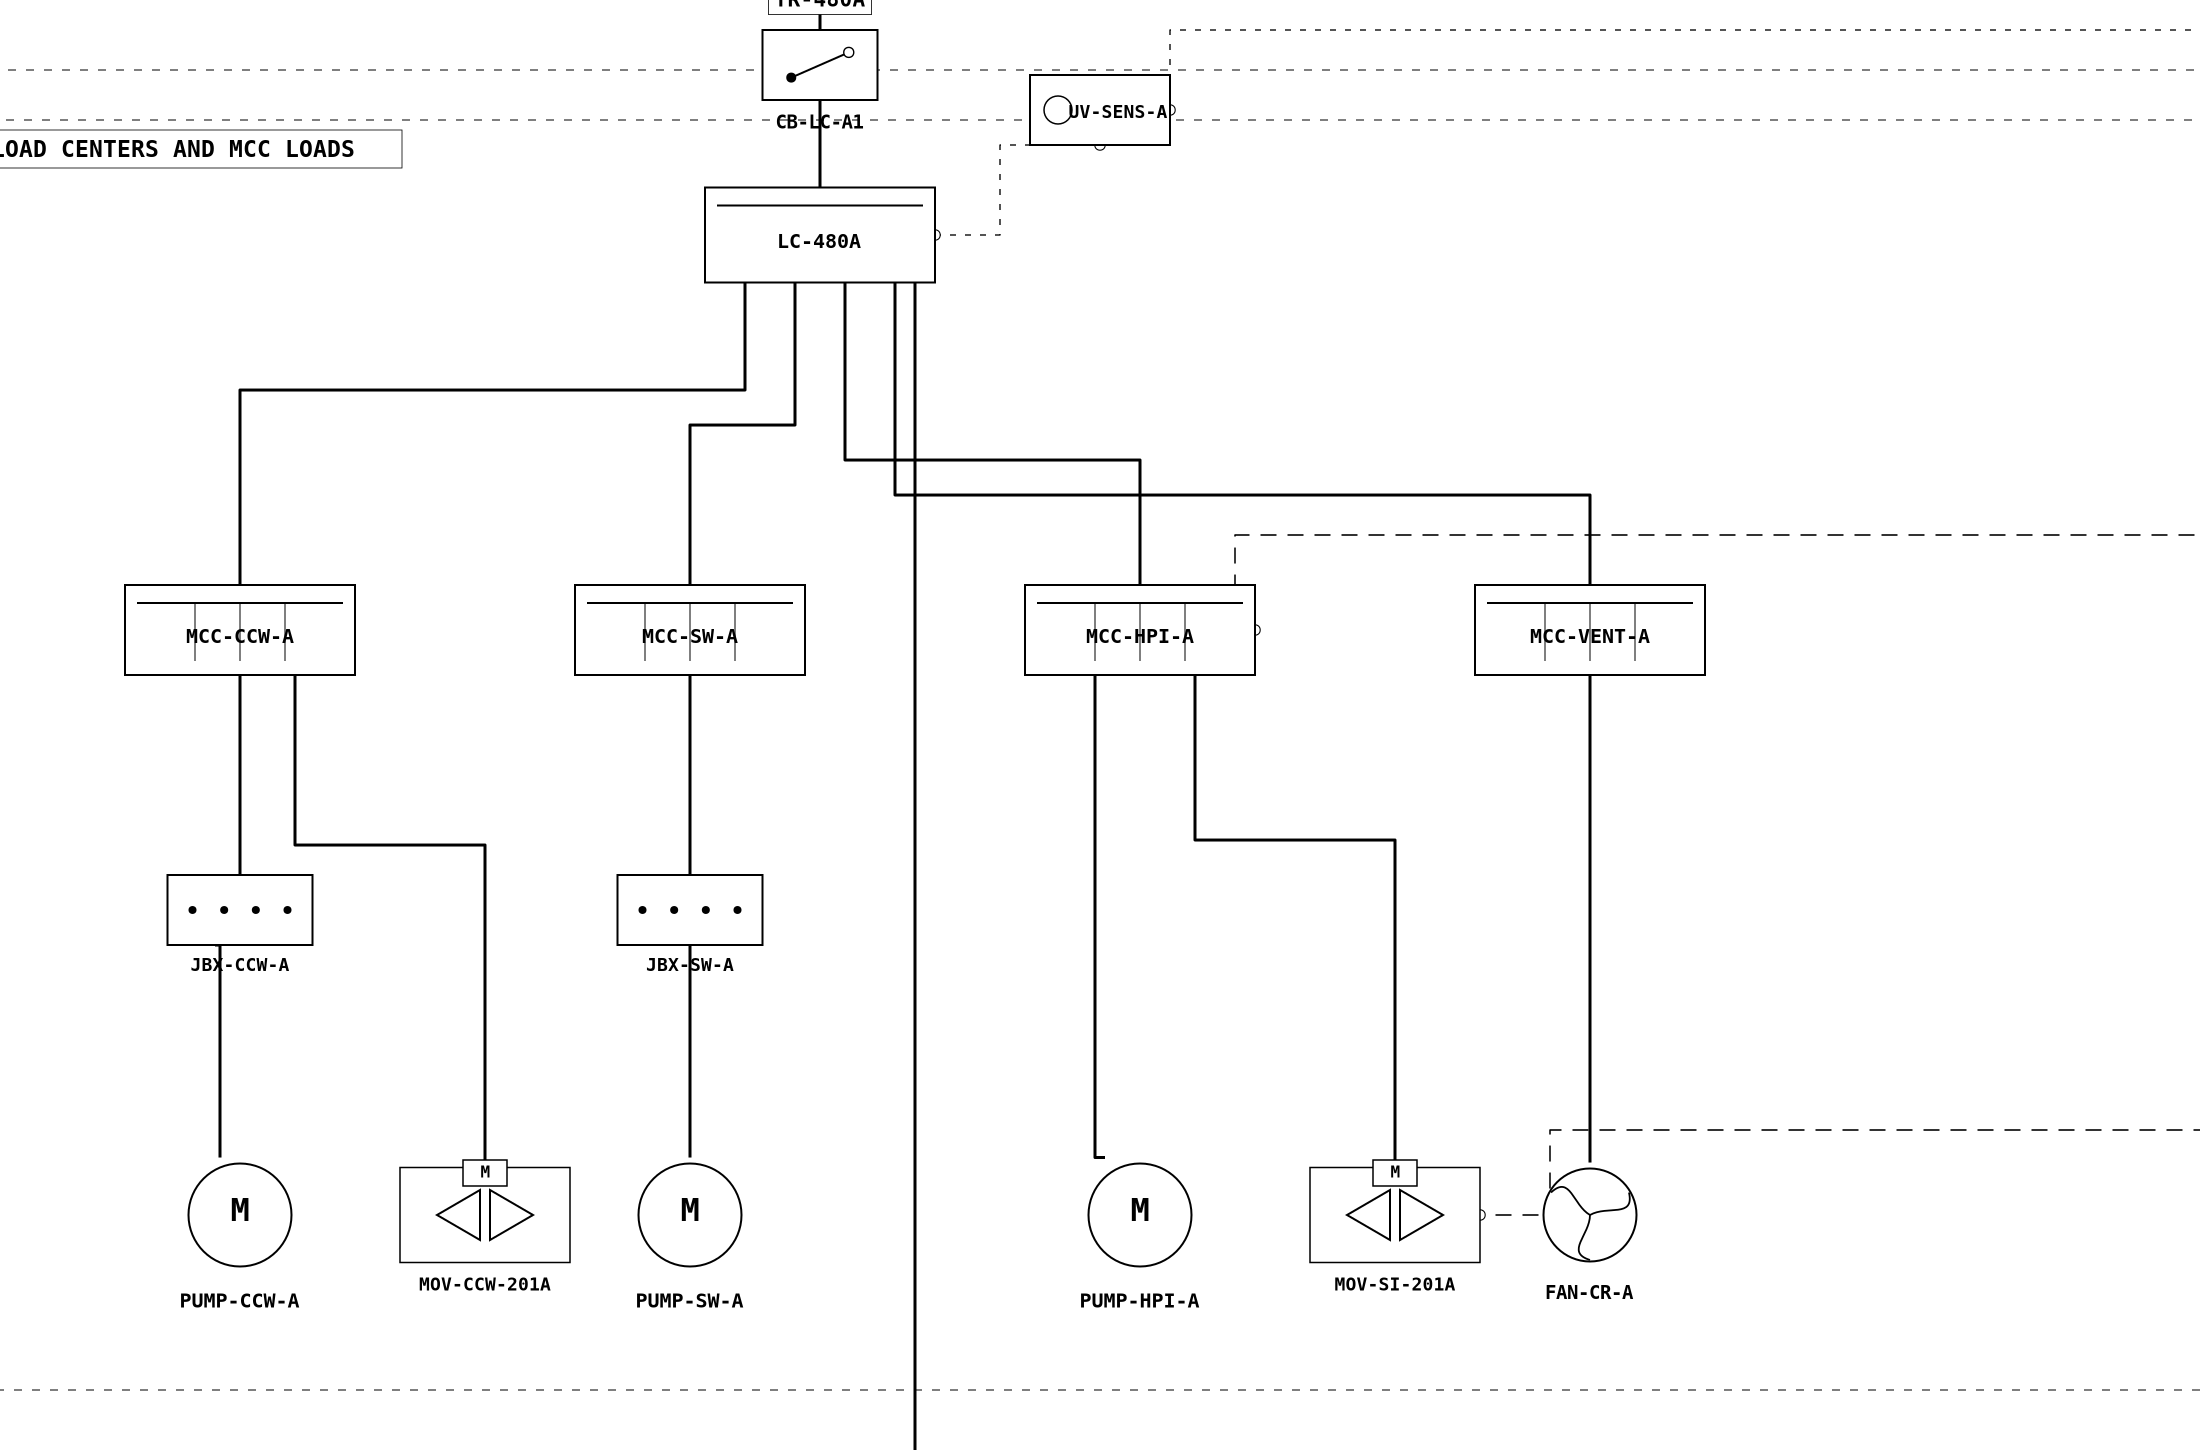 TR-480A
CB-LC-A1
UV-SENS-A
LOAD CENTERS AND MCC LOADS
LC-480A
MCC-CCW-A
MCC-SW-A
MCC-HPI-A
MCC-VENT-A
JBX-CCW-A
JBX-SW-A
M
M
M
M
M
MOV-CCW-201A
MOV-SI-201A
PUMP-CCW-A
PUMP-SW-A
PUMP-HPI-A
FAN-CR-A